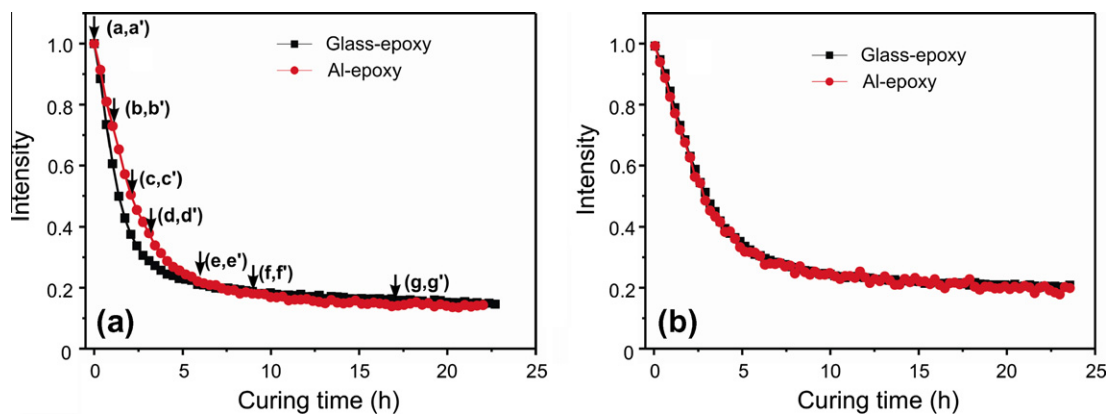 (a,a')
1.0
Glass-epoxy
Al-epoxy
0.8
(b,b')
0.6
(c,c')
Intensity
0.4
(d,d')
(e,e')
(f,f')
(g,g')
0.2
(a)
0
0 5 10 15 20 25
Curing time (h)
1.0
Glass-epoxy
Al-epoxy
0.8
0.6
Intensity
0.4
0.2
(b)
0
0 5 10 15 20 25
Curing time (h)